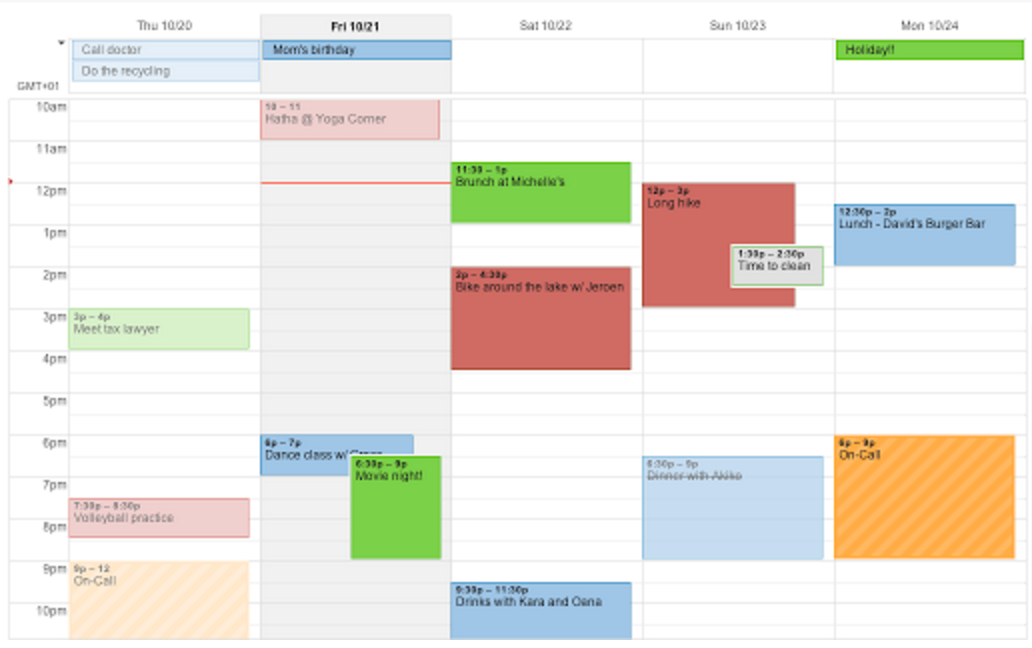 Thu 10/20
Fri 10/21
Sat 10/22
Sun 10/23
Mon 10/24
Call doctor
Mom's birthday
Holiday!!
Do the recycling
GMT+01
10am
10 – 11
Hatha @ Yoga Corner
11am
11:30 – 1p
Brunch at Michelle's
12pm
12p – 3p
Long hike
12:30p – 2p
Lunch - David's Burger Bar
1pm
1:30p – 2:30p
Time to clean
2pm
2p – 4:30p
Bike around the lake w/ Jeroen
3pm
3p – 4p
Meet tax lawyer
4pm
5pm
6pm
6p – 7p
Dance class w/
6:30p – 9p
Movie night!
6:30p – 9p
Dinner with Akiko
6p – 9p
On-Call
7pm
7:30p – 8:30p
Volleyball practice
8pm
9pm
9p – 12
On-Call
9:30p – 11:30p
Drinks with Kara and Oana
10pm